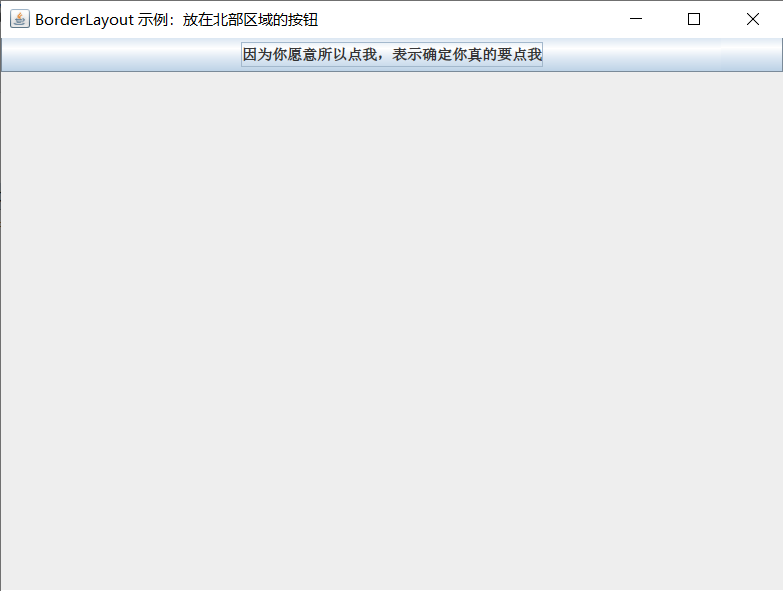 BorderLayout 示例：放在北部区域的按钮
因为你愿意所以点我，表示确定你真的要点我